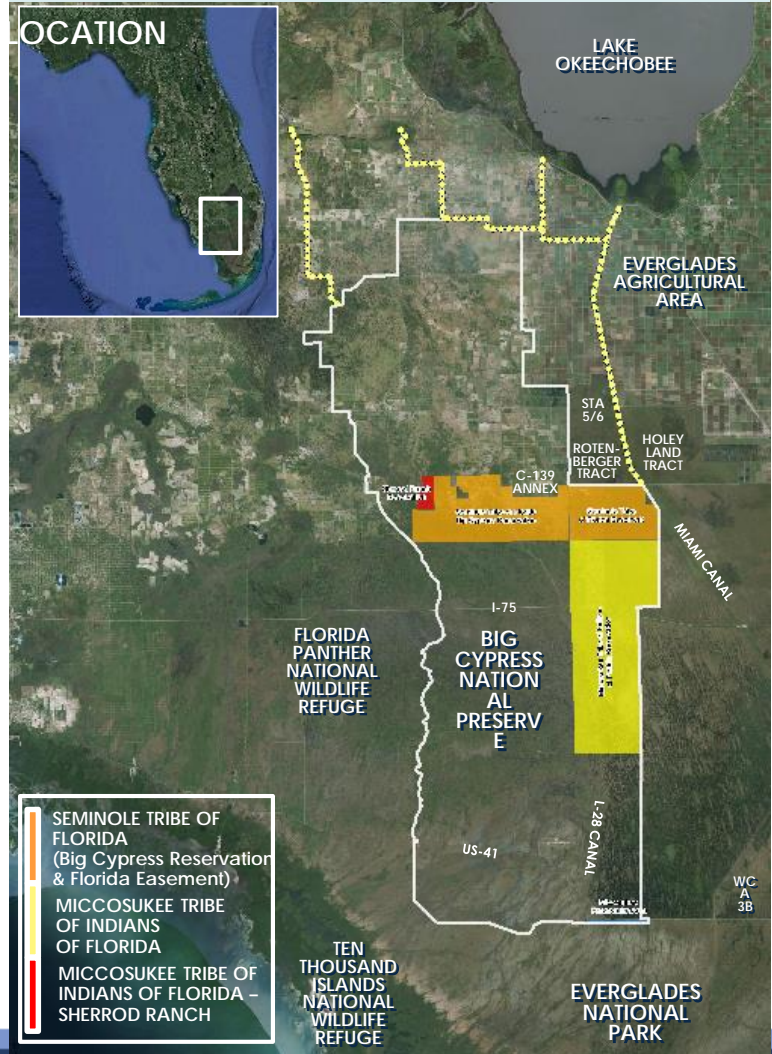 LOCATION
LAKE
OKEECHOBEE
EVERGLADES
AGRICULTURAL
AREA
STA
5/6
ROTEN-
BERGER
TRACT
HOLEY
LAND
TRACT
C-139
ANNEX
MIAMI CANAL
I-75
FLORIDA
PANTHER
NATIONAL
WILDLIFE
REFUGE
BIG
CYPRESS
NATION
AL
PRESERV
E
L-28 CANAL
US-41
WC
A
3B
SEMINOLE TRIBE OF
FLORIDA
(Big Cypress Reservation
& Florida Easement)
MICCOSUKEE TRIBE
OF INDIANS
OF FLORIDA
MICCOSUKEE TRIBE OF
INDIANS OF FLORIDA –
SHERROD RANCH
TEN
THOUSAND
ISLANDS
NATIONAL
WILDLIFE
REFUGE
EVERGLADES
NATIONAL
PARK